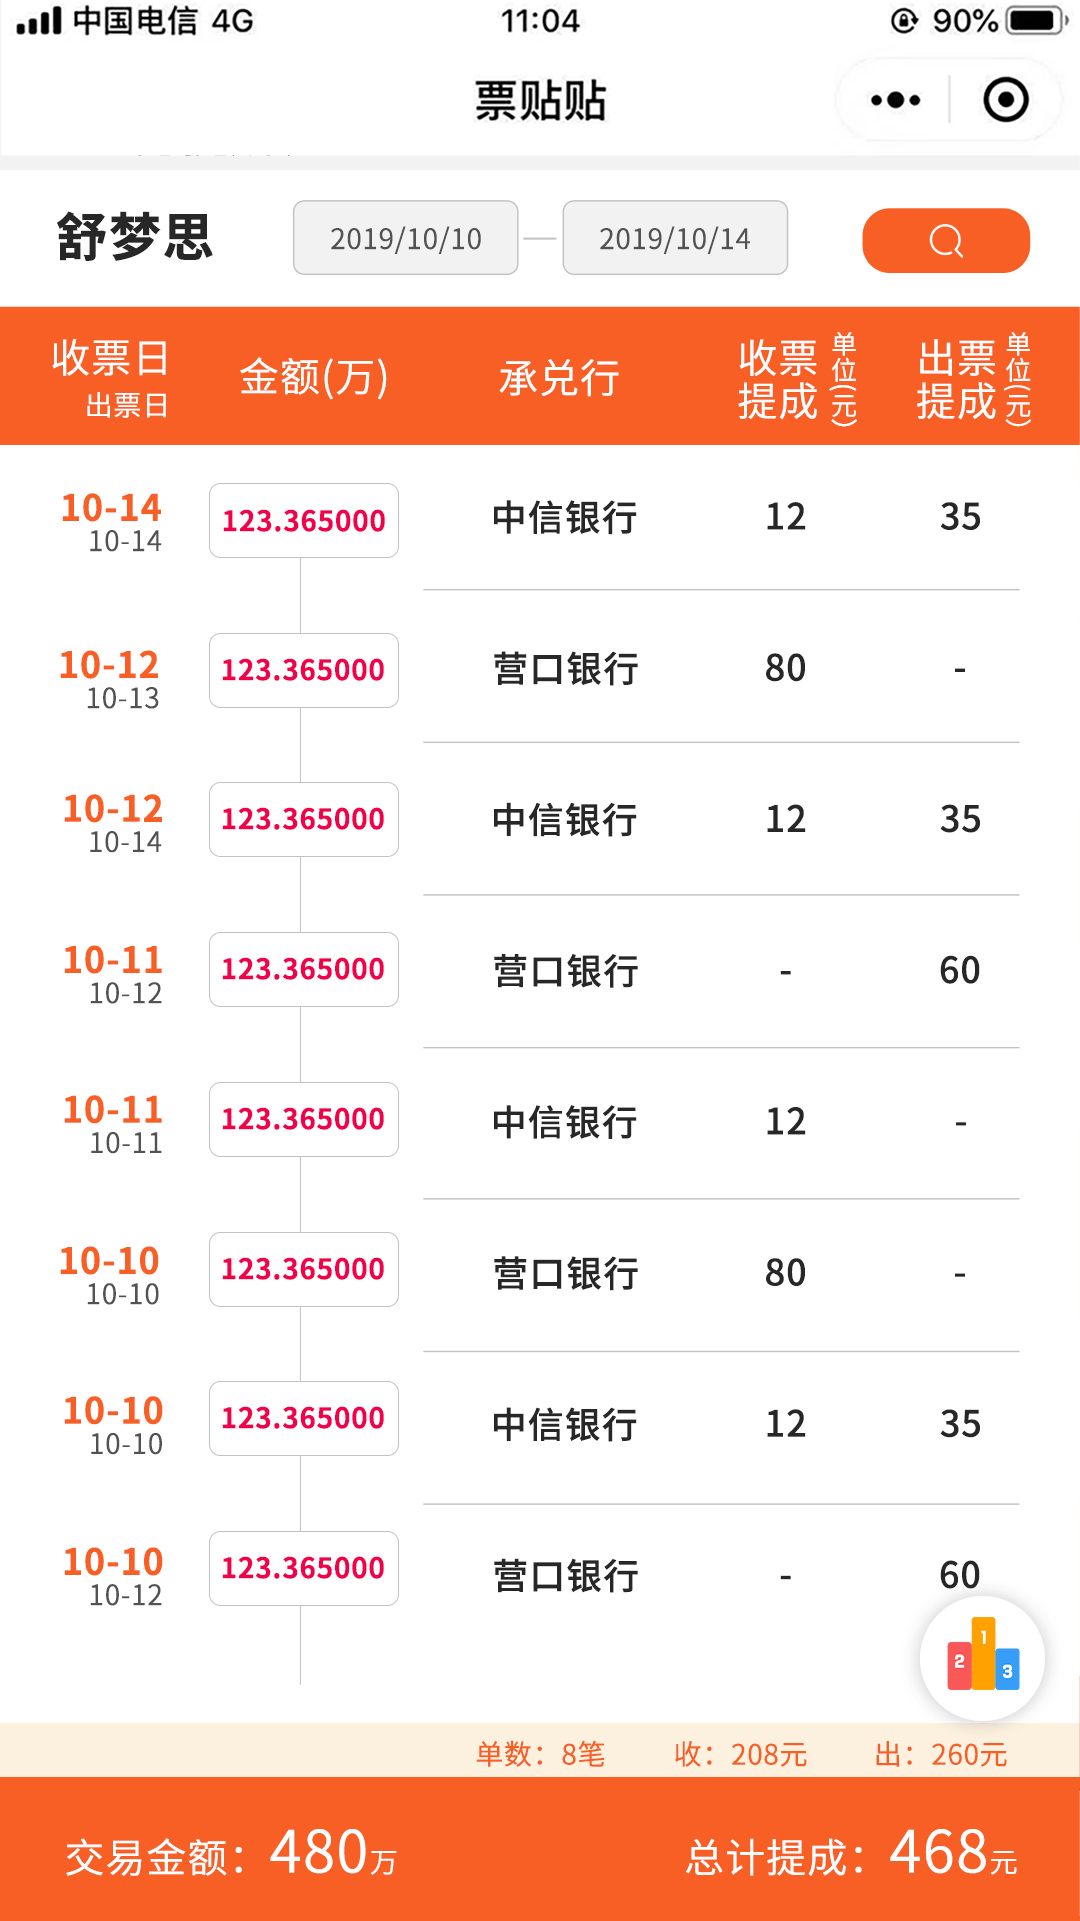 中国电信 4G 11:04 90%
票贴贴
舒梦思 2019/10/10 — 2019/10/14
收票日 出票日 金额(万) 承兑行 收票提成 单位(元) 出票提成 单位(元)
10-14 123.365000 中信银行 12 35
10-14
10-12 123.365000 营口银行 80 -
10-13
10-12 123.365000 中信银行 12 35
10-14
10-11 123.365000 营口银行 - 60
10-12
10-11 123.365000 中信银行 12 -
10-11
10-10 123.365000 营口银行 80 -
10-10
10-10 123.365000 中信银行 12 35
10-10
10-10 123.365000 营口银行 - 60
10-12
2 1 3
单数：8笔 收：208元 出：260元
交易金额：480万 总计提成：468元